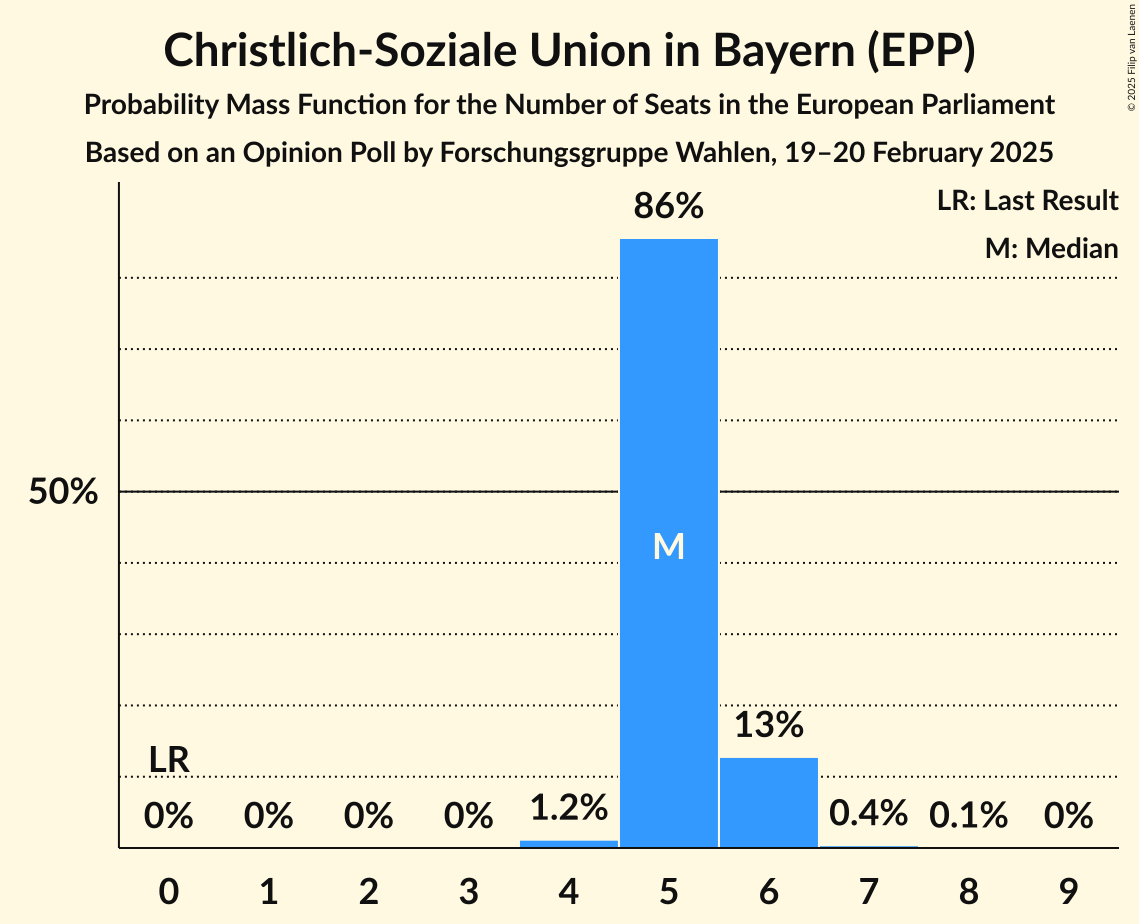 Christlich-Soziale Union in Bayern (EPP)
Probability Mass Function for the Number of Seats in the European Parliament
Based on an Opinion Poll by Forschungsgruppe Wahlen, 19–20 February 2025
© 2025 Filip van Laenen
LR: Last Result
M: Median
86%
50%
M
13%
LR
0% 0% 0% 0% 1.2% 0.4% 0.1% 0%
0 1 2 3 4 5 6 7 8 9